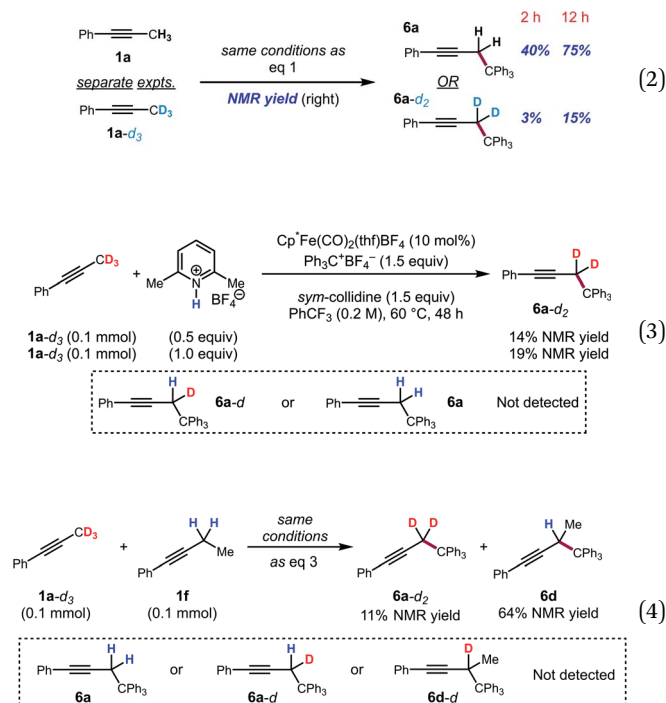 Ph
CH3
1a
separate expts.
Ph
CD3
1a-d3
same conditions as
eq 1
NMR yield (right)
6a
2 h 12 h
H
H
Ph
CPh3
40% 75%
OR
6a-d2
D
D
Ph
CPh3
3% 15%
(2)
CD3
Ph
+
Me
N
+
H
Me
BF4−
Cp*Fe(CO)2(thf)BF4 (10 mol%)
Ph3C+BF4− (1.5 equiv)
sym-collidine (1.5 equiv)
PhCF3 (0.2 M), 60 °C, 48 h
D
D
Ph
CPh3
6a-d2
(3)
1a-d3 (0.1 mmol) (0.5 equiv) 14% NMR yield
1a-d3 (0.1 mmol) (1.0 equiv) 19% NMR yield
H
D
Ph
CPh3
6a-d
or
H
H
Ph
CPh3
6a
Not detected
CD3
Ph
1a-d3
(0.1 mmol)
+
H H
Me
Ph
1f
(0.1 mmol)
same
conditions
as eq 3
D D
Ph
CPh3
6a-d2
11% NMR yield
+
H
Me
Ph
CPh3
6d
64% NMR yield
(4)
H
H
Ph
CPh3
6a
or
H
D
Ph
CPh3
6a-d
or
D
Me
Ph
CPh3
6d-d
Not detected